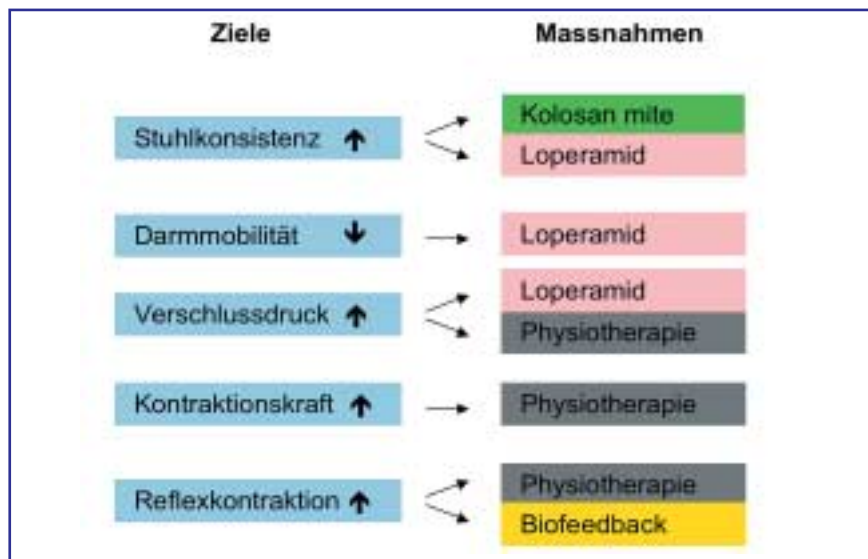 Ziele
Massnahmen
Stuhlkonsistenz ↑
Kolosan mite
Loperamid
Darmmobilität ↓
Loperamid
Verschlussdruck ↑
Loperamid
Physiotherapie
Kontraktionskraft ↑
Physiotherapie
Reflexkontraktion ↑
Physiotherapie
Biofeedback